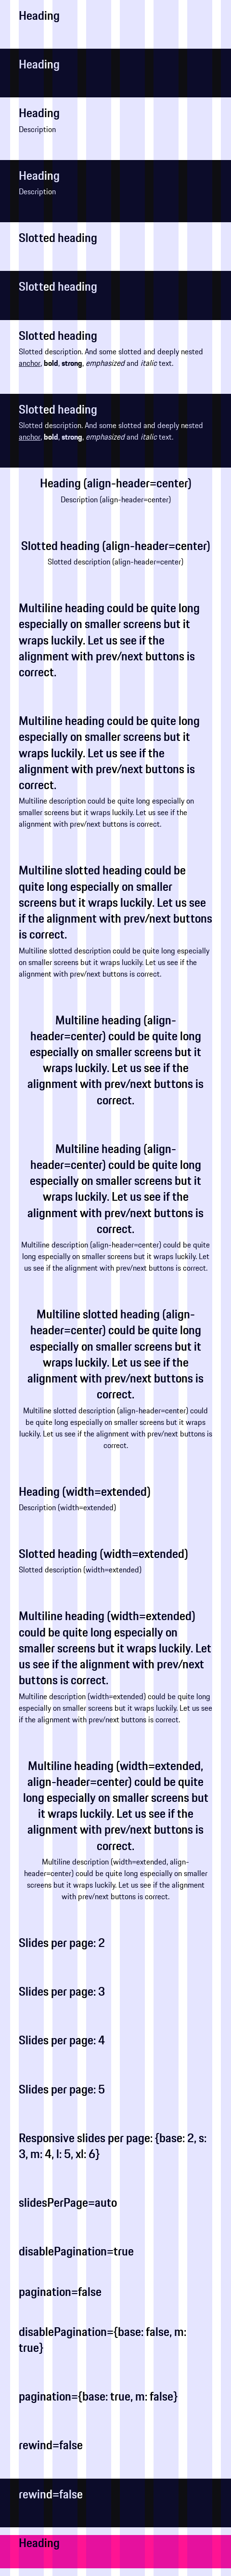 Heading
Heading
Heading
Description
Heading
Description
Slotted heading
Slotted heading
Slotted heading
Slotted description. And some slotted and deeply nested
anchor, bold, strong, emphasized and italic text.
Slotted heading
Slotted description. And some slotted and deeply nested
anchor, bold, strong, emphasized and italic text.
Heading (align-header=center)
Description (align-header=center)
Slotted heading (align-header=center)
Slotted description (align-header=center)
Multiline heading could be quite long
especially on smaller screens but it
wraps luckily. Let us see if the
alignment with prev/next buttons is
correct.
Multiline heading could be quite long
especially on smaller screens but it
wraps luckily. Let us see if the
alignment with prev/next buttons is
correct.
Multiline description could be quite long especially on
smaller screens but it wraps luckily. Let us see if the
alignment with prev/next buttons is correct.
Multiline slotted heading could be
quite long especially on smaller
screens but it wraps luckily. Let us see
if the alignment with prev/next buttons
is correct.
Multiline slotted description could be quite long especially
on smaller screens but it wraps luckily. Let us see if the
alignment with prev/next buttons is correct.
Multiline heading (align-
header=center) could be quite long
especially on smaller screens but it
wraps luckily. Let us see if the
alignment with prev/next buttons is
correct.
Multiline heading (align-
header=center) could be quite long
especially on smaller screens but it
wraps luckily. Let us see if the
alignment with prev/next buttons is
correct.
Multiline description (align-header=center) could be quite
long especially on smaller screens but it wraps luckily. Let
us see if the alignment with prev/next buttons is correct.
Multiline slotted heading (align-
header=center) could be quite long
especially on smaller screens but it
wraps luckily. Let us see if the
alignment with prev/next buttons is
correct.
Multiline slotted description (align-header=center) could
be quite long especially on smaller screens but it wraps
luckily. Let us see if the alignment with prev/next buttons is
correct.
Heading (width=extended)
Description (width=extended)
Slotted heading (width=extended)
Slotted description (width=extended)
Multiline heading (width=extended)
could be quite long especially on
smaller screens but it wraps luckily. Let
us see if the alignment with prev/next
buttons is correct.
Multiline description (width=extended) could be quite long
especially on smaller screens but it wraps luckily. Let us see
if the alignment with prev/next buttons is correct.
Multiline heading (width=extended,
align-header=center) could be quite
long especially on smaller screens but
it wraps luckily. Let us see if the
alignment with prev/next buttons is
correct.
Multiline description (width=extended, align-
header=center) could be quite long especially on smaller
screens but it wraps luckily. Let us see if the alignment
with prev/next buttons is correct.
Slides per page: 2
Slides per page: 3
Slides per page: 4
Slides per page: 5
Responsive slides per page: {base: 2, s:
3, m: 4, l: 5, xl: 6}
slidesPerPage=auto
disablePagination=true
pagination=false
disablePagination={base: false, m:
true}
pagination={base: true, m: false}
rewind=false
rewind=false
Heading